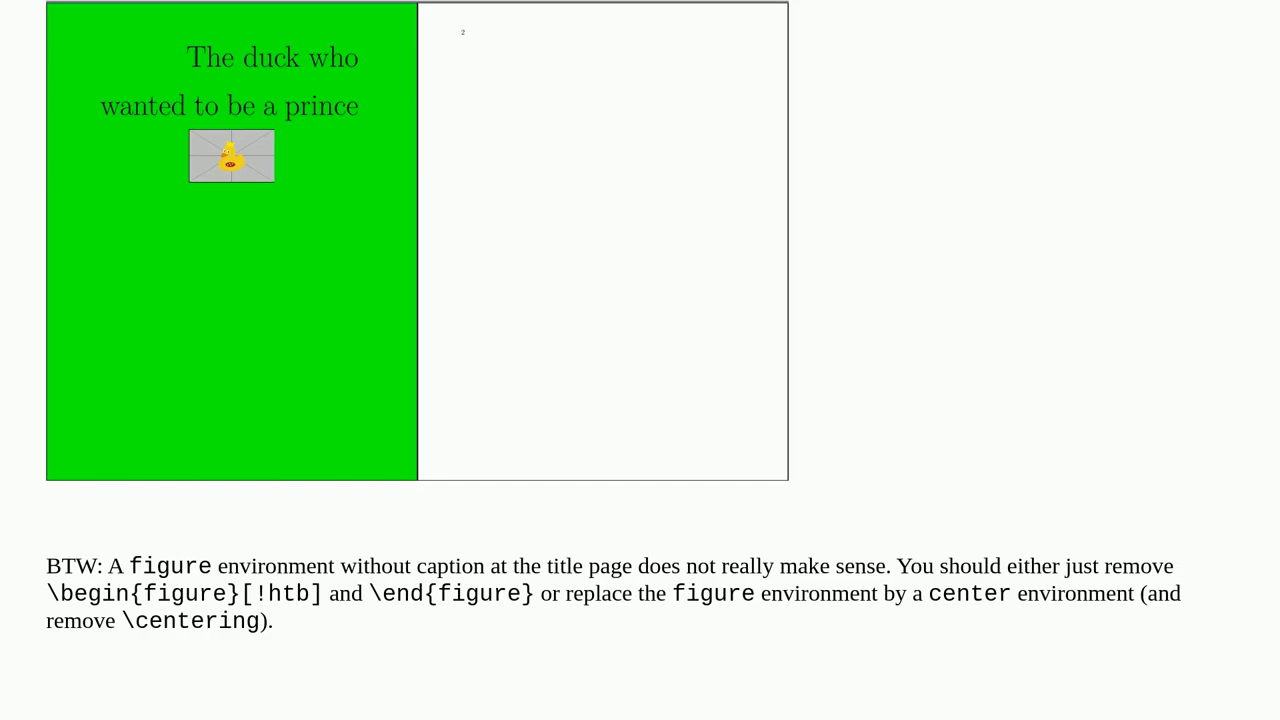 The duck who
wanted to be a prince
2
BTW: A figure environment without caption at the title page does not really make sense. You should either just remove
\begin{figure}[!htb] and \end{figure} or replace the figure environment by a center environment (and
remove \centering).